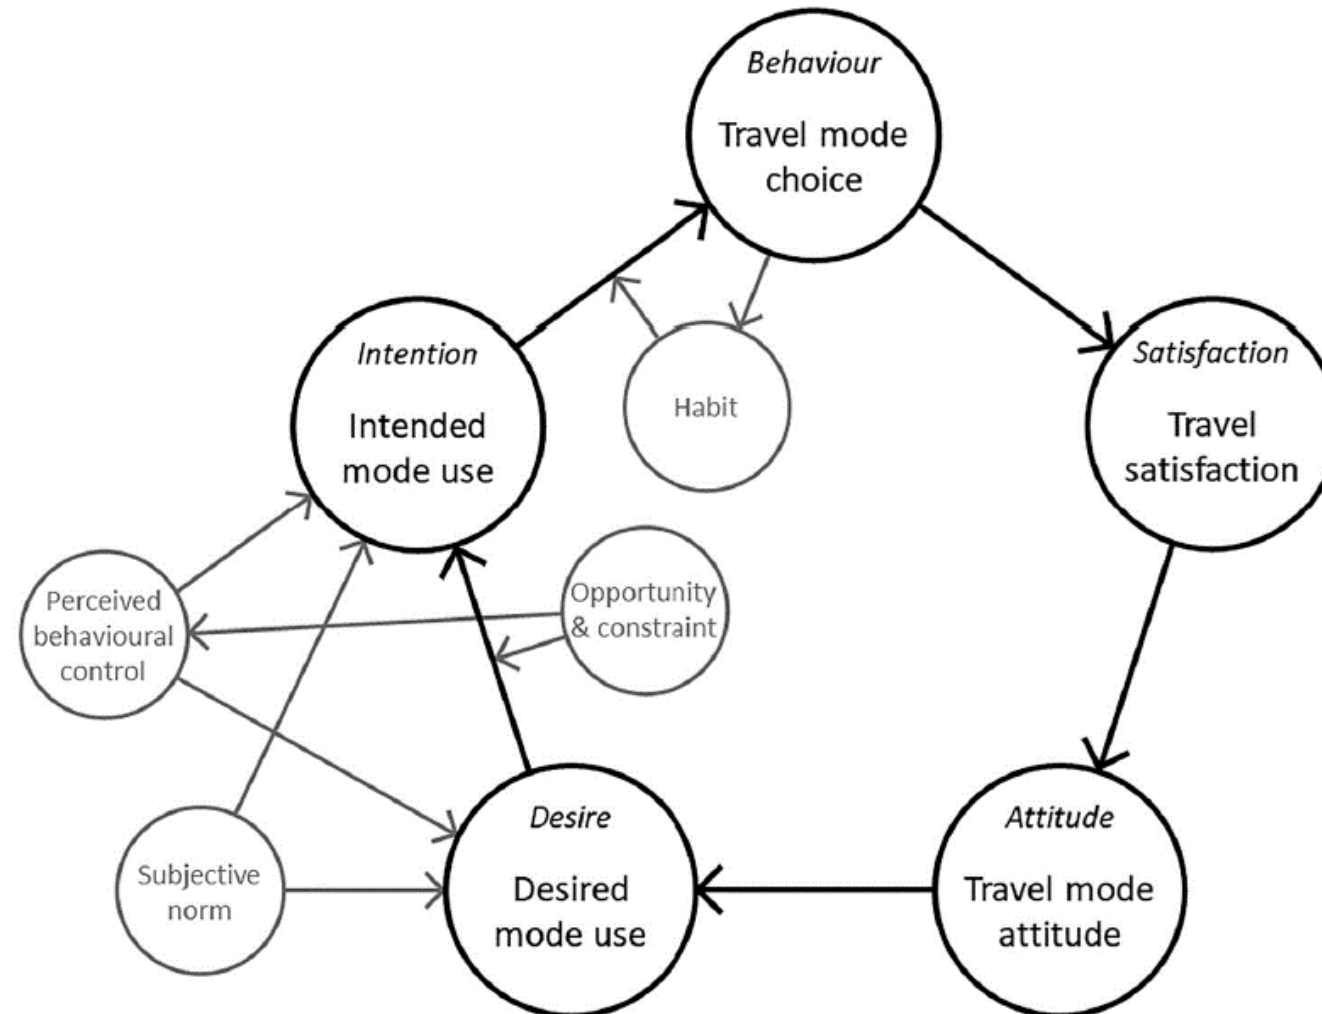 Behaviour
Travel mode
choice
Intention
Intended
mode use
Habit
Satisfaction
Travel
satisfaction
Perceived
behavioural
control
Opportunity
& constraint
Subjective
norm
Desire
Desired
mode use
Attitude
Travel mode
attitude